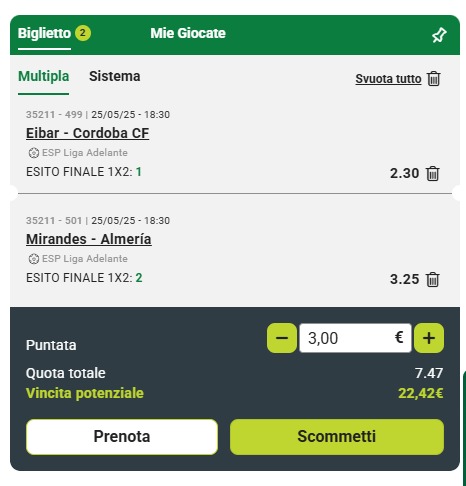 Biglietto 2 Mie Giocate
Multipla Sistema Svuota tutto
35211 - 499 | 25/05/25 - 18:30
Eibar - Cordoba CF
ESP Liga Adelante
ESITO FINALE 1X2: 1 2.30
35211 - 501 | 25/05/25 - 18:30
Mirandes - Almería
ESP Liga Adelante
ESITO FINALE 1X2: 2 3.25
Puntata − 3,00 € +
Quota totale 7.47
Vincita potenziale 22,42€
Prenota Scommetti